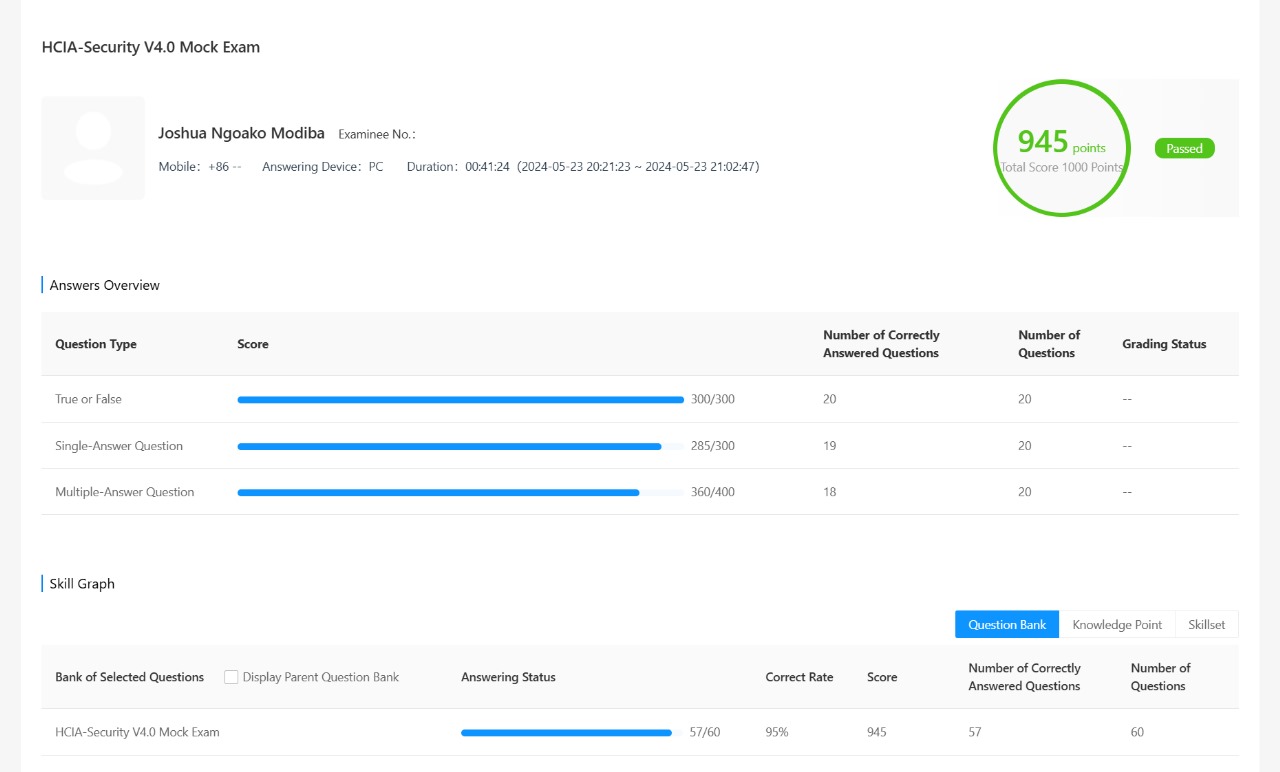 HCIA-Security V4.0 Mock Exam
Joshua Ngoako Modiba Examinee No.:
Mobile: +86 -- Answering Device: PC Duration: 00:41:24 (2024-05-23 20:21:23 ~ 2024-05-23 21:02:47)
945 points
Total Score 1000 Points
Passed
Answers Overview
Question Type Score Number of Correctly Answered Questions Number of Questions Grading Status
True or False 300/300 20 20 --
Single-Answer Question 285/300 19 20 --
Multiple-Answer Question 360/400 18 20 --
Skill Graph
Question Bank Knowledge Point Skillset
Bank of Selected Questions Display Parent Question Bank Answering Status Correct Rate Score Number of Correctly Answered Questions Number of Questions
HCIA-Security V4.0 Mock Exam 57/60 95% 945 57 60